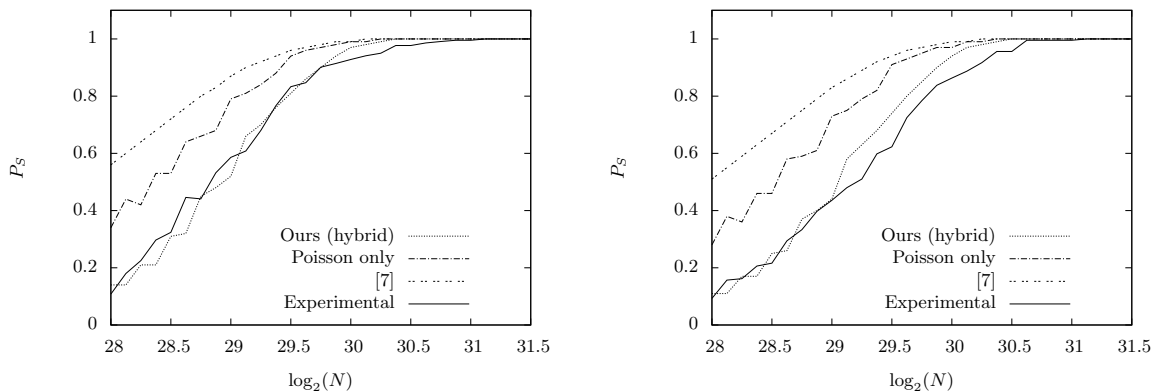 1
0.8
0.6
0.4
0.2
0
P_S
Ours (hybrid)
Poisson only
[7]
Experimental
28 28.5 29 29.5 30 30.5 31 31.5
log₂(N)
1
0.8
0.6
0.4
0.2
0
P_S
Ours (hybrid)
Poisson only
[7]
Experimental
28 28.5 29 29.5 30 30.5 31 31.5
log₂(N)